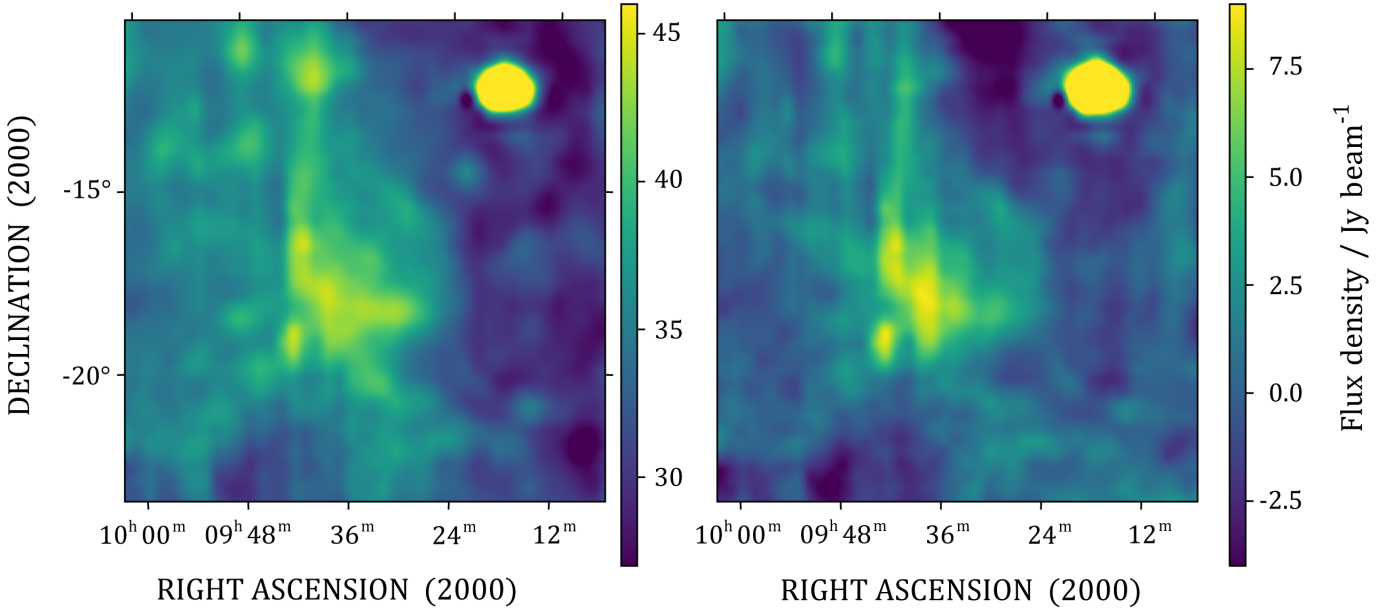 45
40
35
30
7.5
5.0
2.5
0.0
-2.5
-15°
-20°
DECLINATION (2000)
Flux density / Jy beam⁻¹
10ʰ 00ᵐ 09ʰ 48ᵐ 36ᵐ 24ᵐ 12ᵐ
10ʰ 00ᵐ 09ʰ 48ᵐ 36ᵐ 24ᵐ 12ᵐ
RIGHT ASCENSION (2000)
RIGHT ASCENSION (2000)